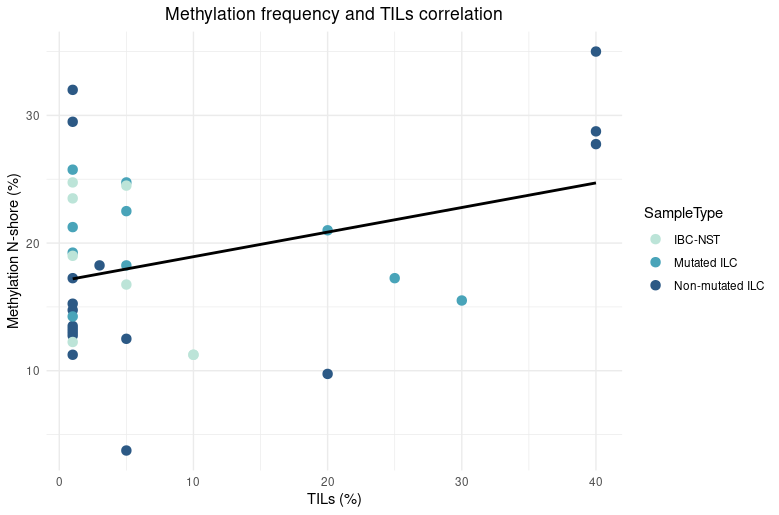 Methylation frequency and TILs correlation
Methylation N-shore (%)
30
20
10
0
10
20
30
40
TILs (%)
SampleType
IBC-NST
Mutated ILC
Non-mutated ILC